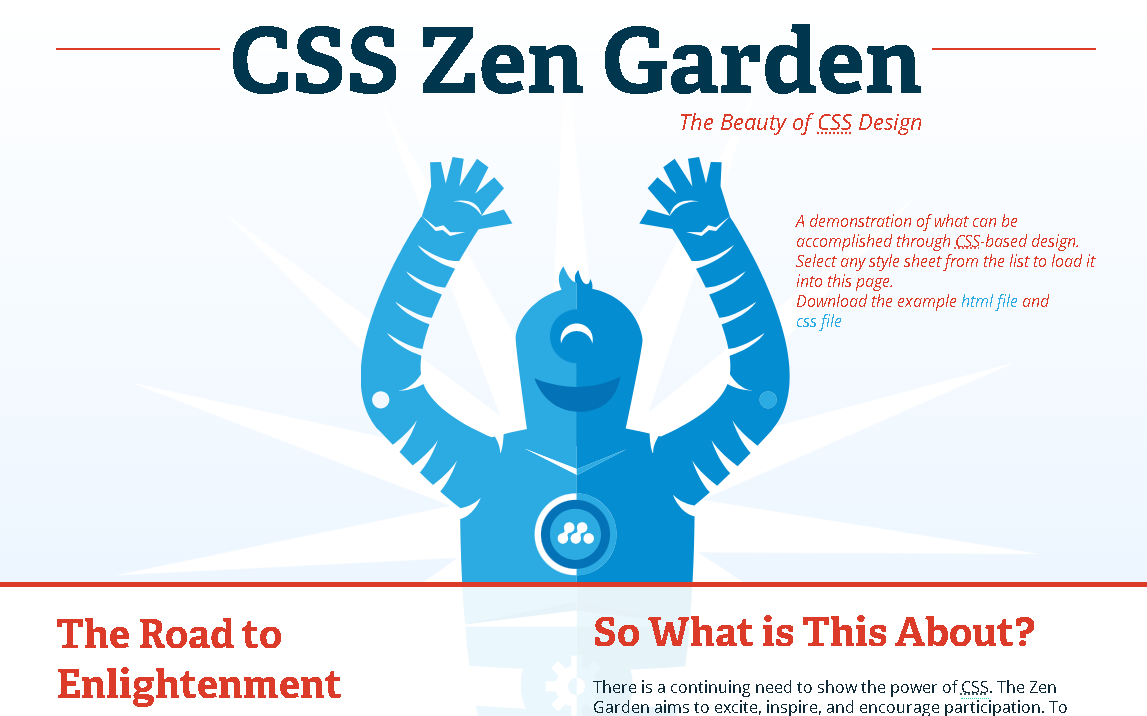 CSS Zen Garden
The Beauty of CSS Design
A demonstration of what can be
accomplished through CSS-based design.
Select any style sheet from the list to load it
into this page.
Download the example html file and
css file
The Road to
Enlightenment
So What is This About?
There is a continuing need to show the power of CSS. The Zen
Garden aims to excite, inspire, and encourage participation. To